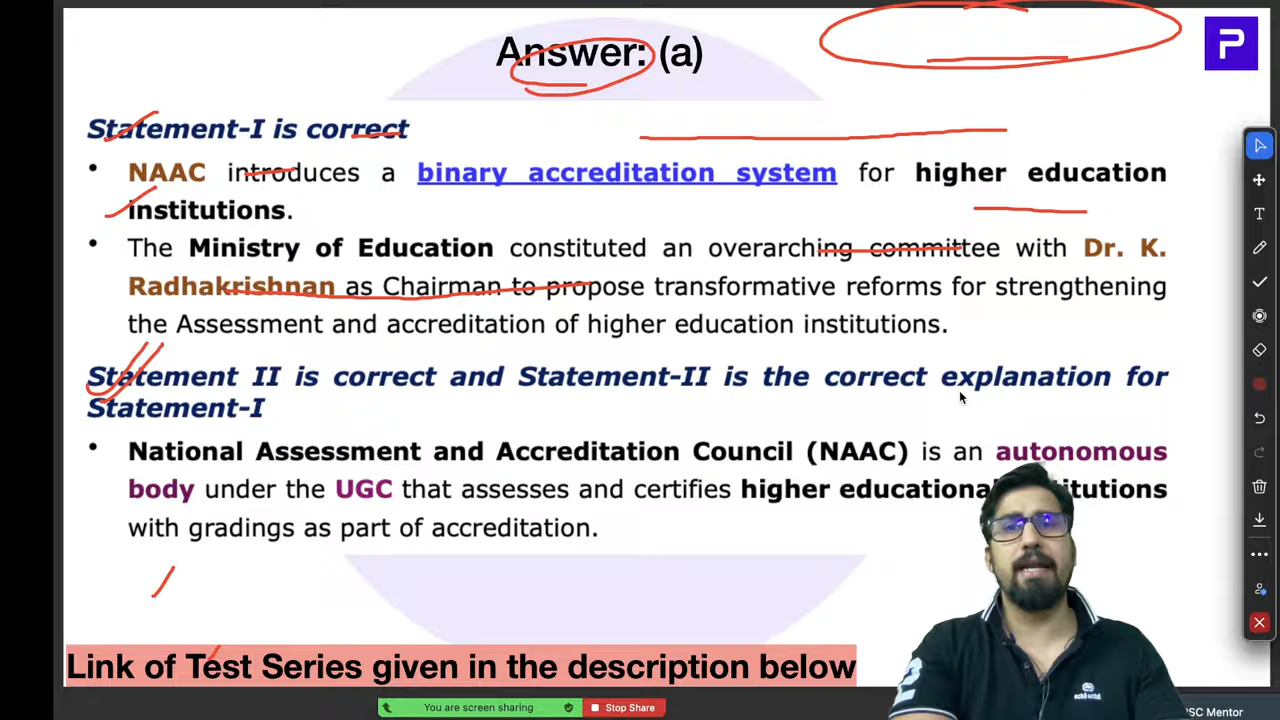 Answer: (a)
P
Statement-I is correct
• NAAC introduces a binary accreditation system for higher education
institutions.
• The Ministry of Education constituted an overarching committee with Dr. K.
Radhakrishnan as Chairman to propose transformative reforms for strengthening
the Assessment and accreditation of higher education institutions.
Statement II is correct and Statement-II is the correct explanation for
Statement-I
• National Assessment and Accreditation Council (NAAC) is an autonomous
body under the UGC that assesses and certifies higher educational institutions
with gradings as part of accreditation.
2
Link of Test Series given in the description below
You are screen sharing Stop Share
SC Mentor